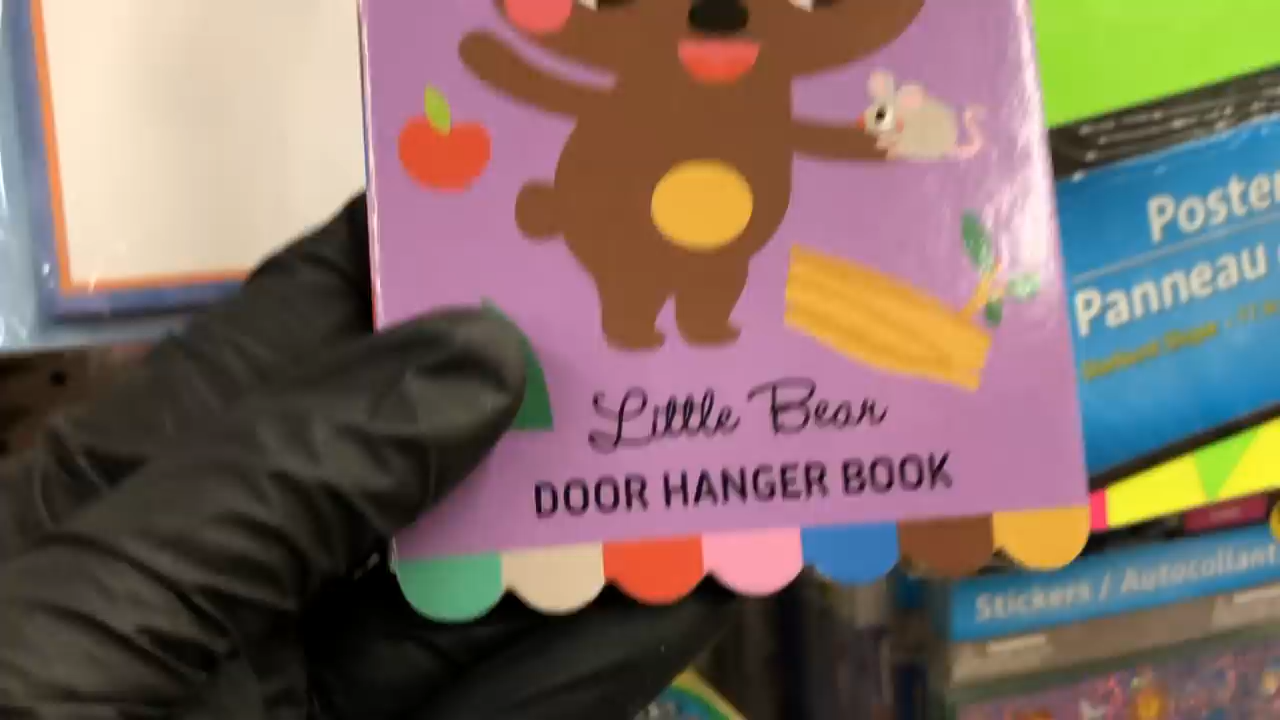 Little Bear
DOOR HANGER BOOK
Poster
Panneau
Stickers / Autocollant